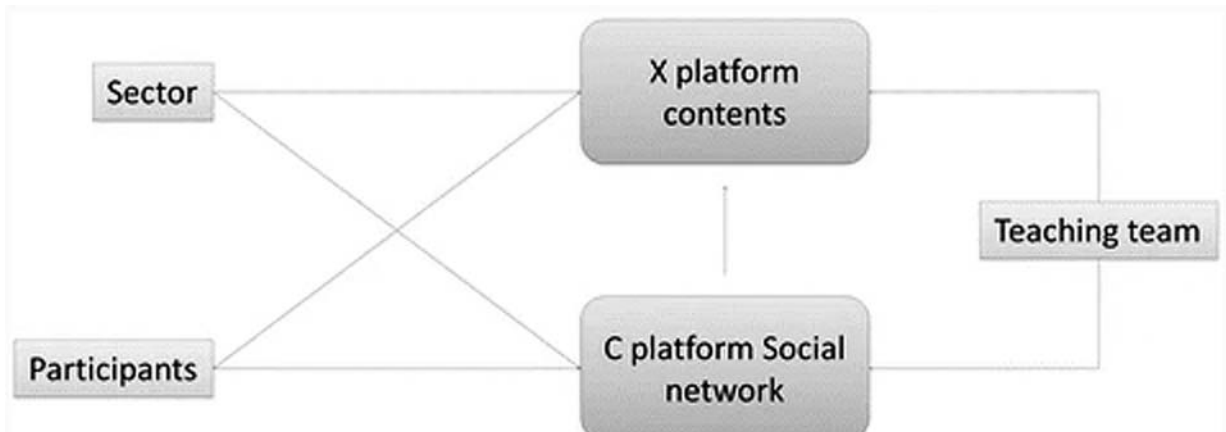 Sector
X platform
contents
Teaching team
Participants
C platform Social
network